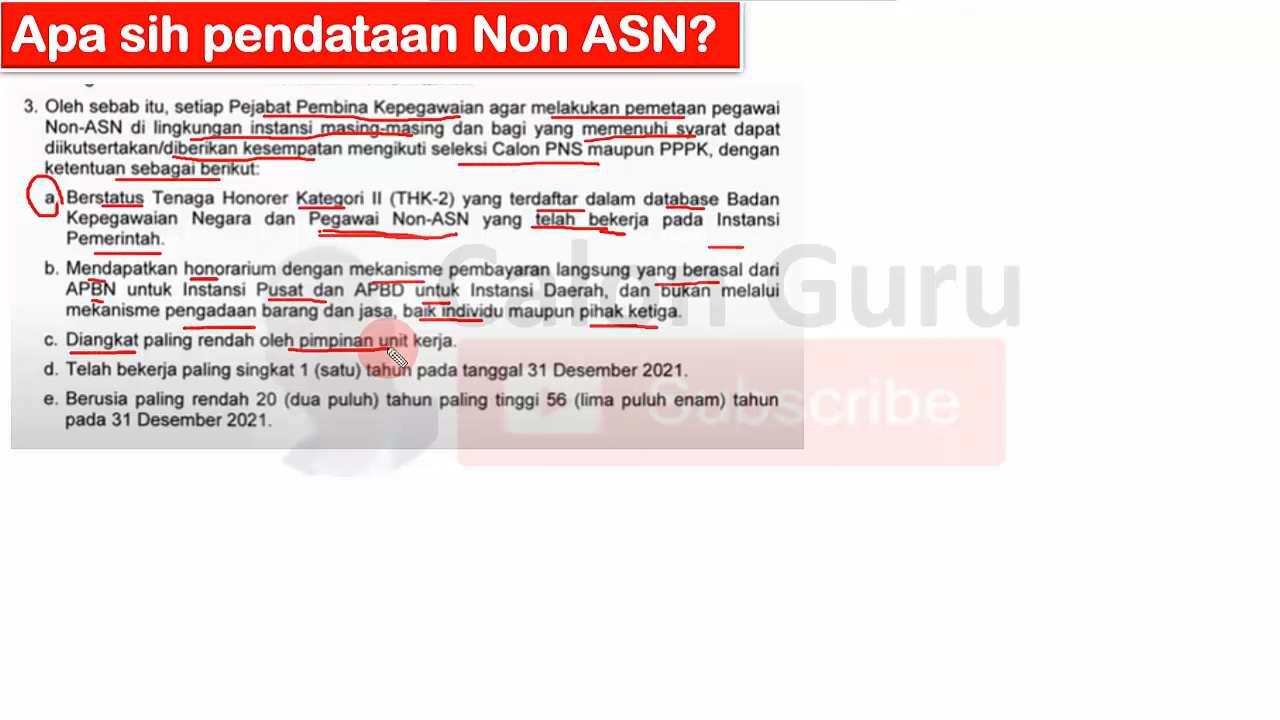 Apa sih pendataan Non ASN?
3. Oleh sebab itu, setiap Pejabat Pembina Kepegawaian agar melakukan pemetaan pegawai
Non-ASN di lingkungan instansi masing-masing dan bagi yang memenuhi syarat dapat
diikutsertakan/diberikan kesempatan mengikuti seleksi Calon PNS maupun PPPK, dengan
ketentuan sebagai berikut:
a. Berstatus Tenaga Honorer Kategori II (THK-2) yang terdaftar dalam database Badan
Kepegawaian Negara dan Pegawai Non-ASN yang telah bekerja pada Instansi
Pemerintah.
b. Mendapatkan honorarium dengan mekanisme pembayaran langsung yang berasal dari
APBN untuk Instansi Pusat dan APBD untuk Instansi Daerah, dan bukan melalui
mekanisme pengadaan barang dan jasa, baik individu maupun pihak ketiga.
c. Diangkat paling rendah oleh pimpinan unit kerja.
d. Telah bekerja paling singkat 1 (satu) tahun pada tanggal 31 Desember 2021.
e. Berusia paling rendah 20 (dua puluh) tahun paling tinggi 56 (lima puluh enam) tahun
pada 31 Desember 2021.
Calon Guru
Subscribe